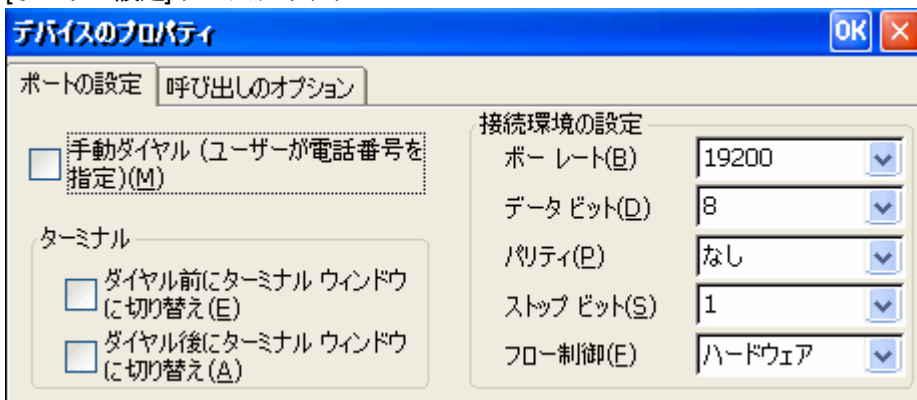 デバイスのプロパティ
OK
ポートの設定
呼び出しのオプション
手動ダイヤル (ユーザーが電話番号を
指定)(M)
ターミナル
ダイヤル前にターミナル ウィンドウ
に切り替え(E)
ダイヤル後にターミナル ウィンドウ
に切り替え(A)
接続環境の設定
ボー レート(B)
19200
データ ビット(D)
8
パリティ(P)
なし
ストップ ビット(S)
1
フロー制御(F)
ハードウェア